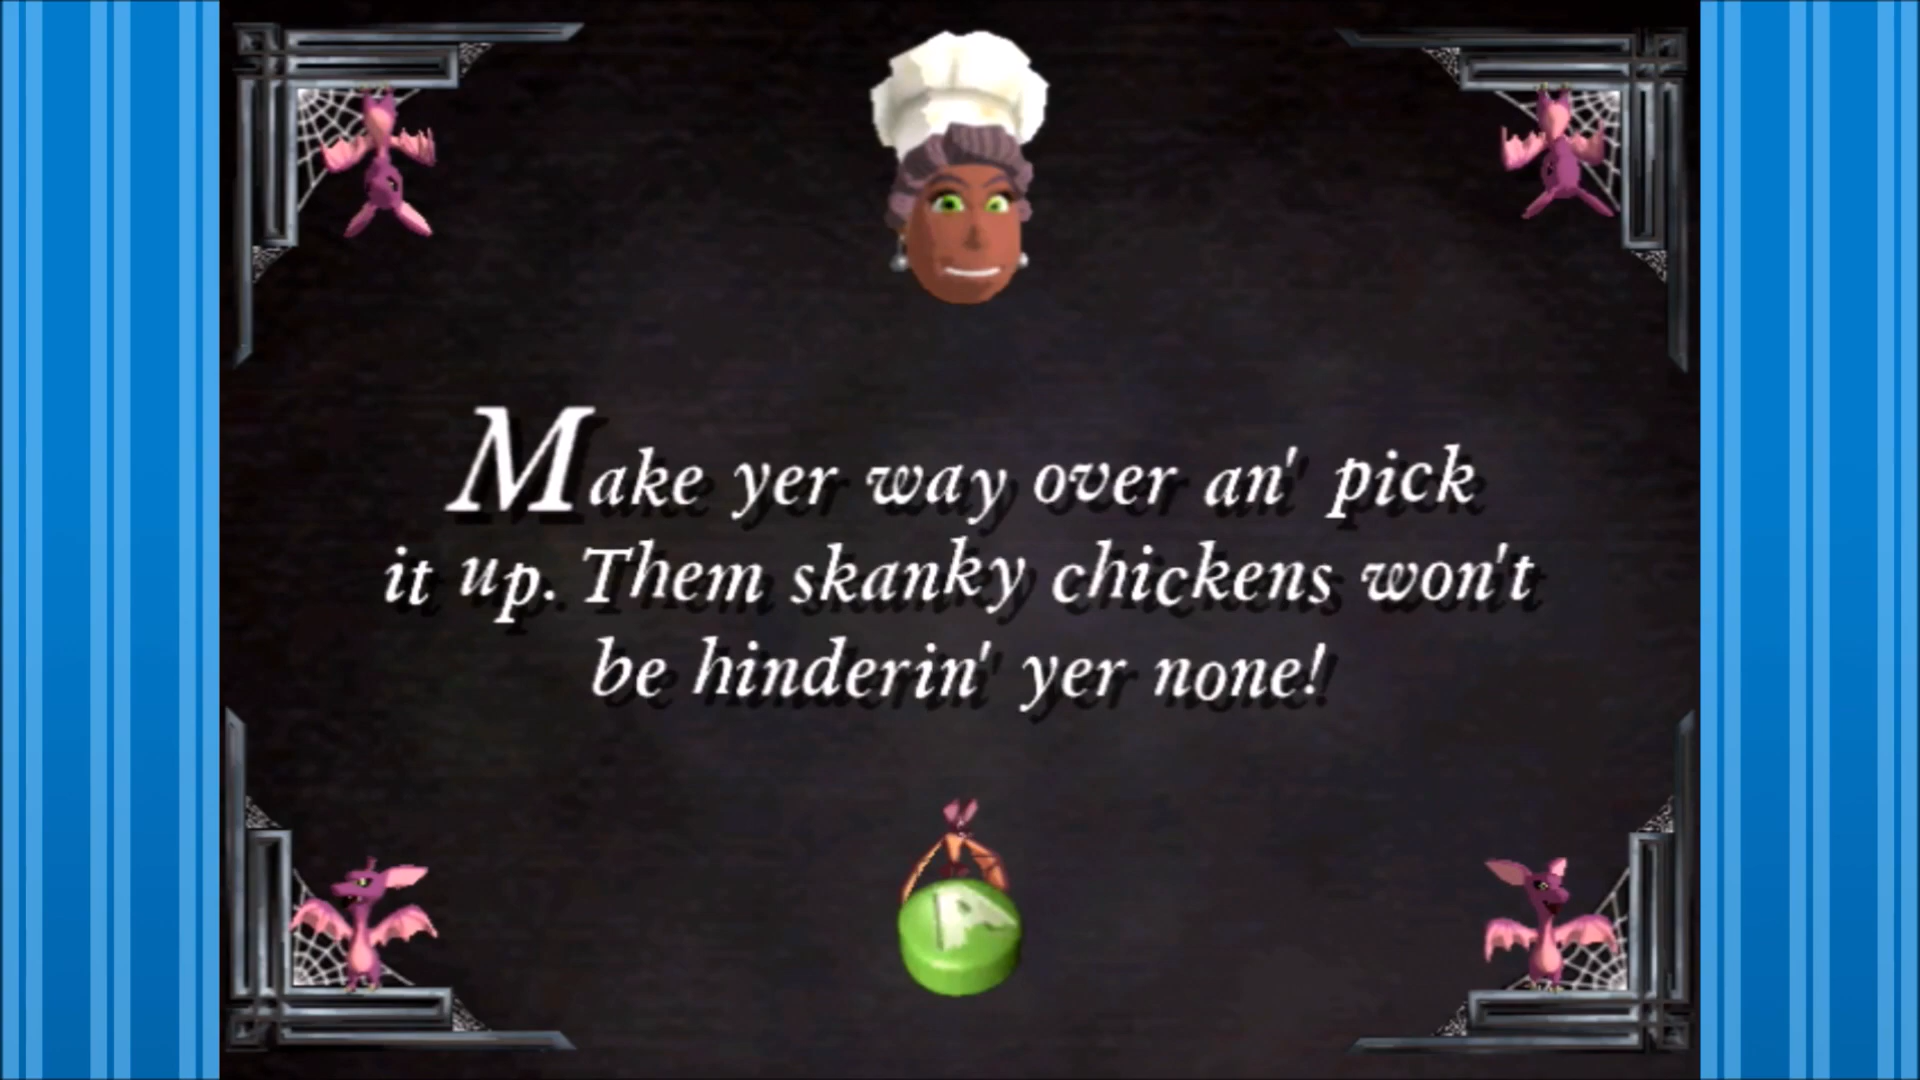 Make yer way over an' pick
it up. Them skanky chickens won't
be hinderin' yer none!
A